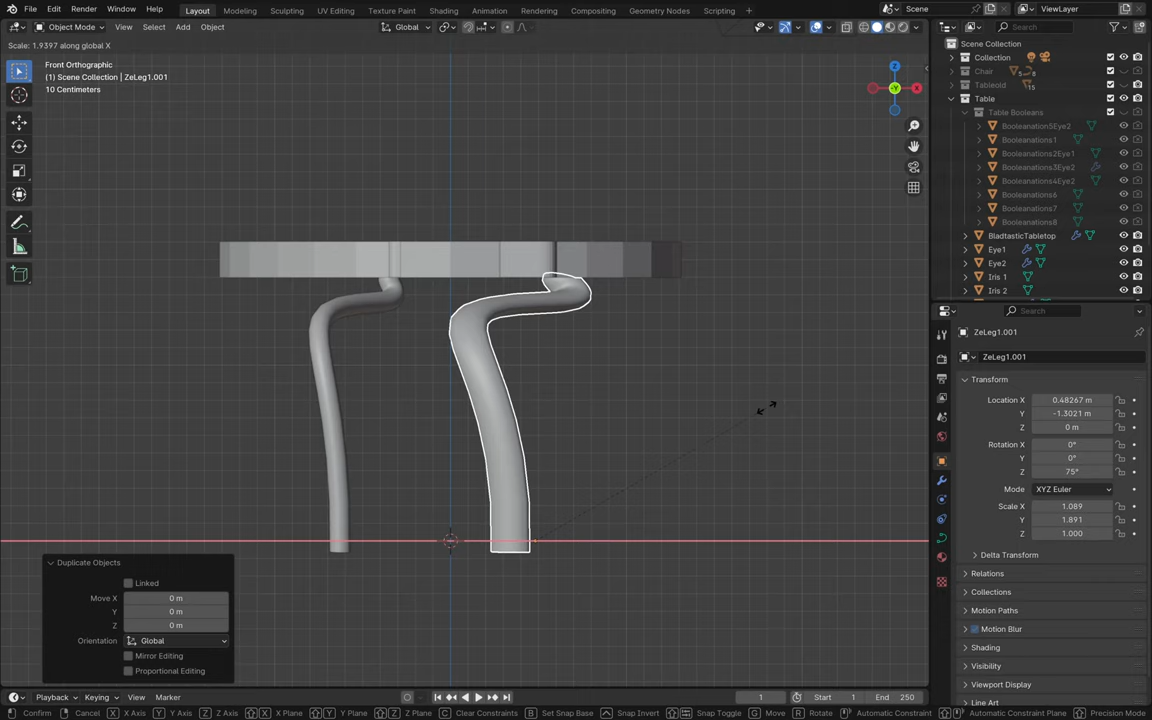 File Edit Render Window Help Layout Modeling Sculpting UV Editing Texture Paint Shading Animation Rendering Compositing Geometry Nodes Scripting Scene ViewLayer
Object Mode View Select Add Object Global Search
Scale: 1.9397 along global X
Front Orthographic
(1) Scene Collection | ZeLeg1.001
10 Centimeters
Z
X
-Y
Scene Collection
Collection
Chair 5 8
Tableold 15
Table
Table Booleans
Booleanation5Eye2
Booleanations1
Booleanations2Eye1
Booleanations3Eye2
Booleanations4Eye2
Booleanations6
Booleanations7
Booleanations8
BladtasticTabletop
Eye1
Eye2
Iris 1
Iris 2
Search
ZeLeg1.001
ZeLeg1.001
Transform
Location X 0.48267 m
Y -1.3021 m
Z 0 m
Rotation X 0°
Y 0°
Z 75°
Mode XYZ Euler
Scale X 1.089
Y 1.891
Z 1.000
Delta Transform
Relations
Collections
Motion Paths
Motion Blur
Shading
Visibility
Viewport Display
Line Art
Duplicate Objects
Linked
Move X 0 m
Y 0 m
Z 0 m
Orientation Global
Mirror Editing
Proportional Editing
Playback Keying View Marker 1 Start 1 End 250
Confirm Cancel X X Axis Y Y Axis Z Z Axis X X Plane Y Y Plane Z Z Plane C Clear Constraints B Set Snap Base Snap Invert Snap Toggle G Move R Rotate Automatic Constraint Automatic Constraint Plane Precision Mode